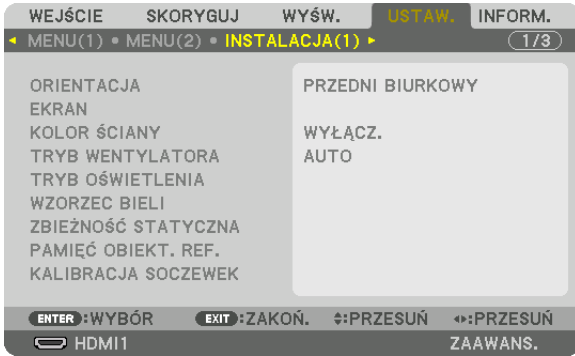 WEJŚCIE SKORYGUJ WYŚW. USTAW. INFORM.
MENU(1) • MENU(2) • INSTALACJA(1) 1/3
ORIENTACJA PRZEDNI BIURKOWY
EKRAN
KOLOR ŚCIANY WYŁĄCZ.
TRYB WENTYLATORA AUTO
TRYB OŚWIETLENIA
WZORZEC BIELI
ZBIEŻNOŚĆ STATYCZNA
PAMIĘĆ OBIEKT. REF.
KALIBRACJA SOCZEWEK
ENTER :WYBÓR EXIT :ZAKOŃ. :PRZESUŃ :PRZESUŃ
HDMI1 ZAAWANS.